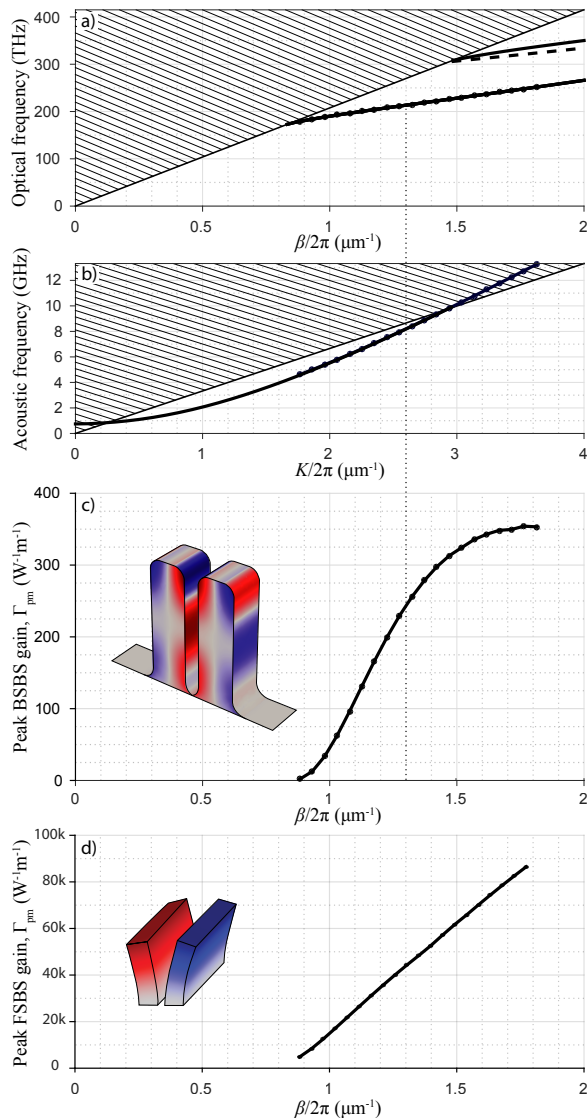 a)
Optical frequency (THz)
400
300
200
100
0
0 0.5 1 1.5 2
β/2π (μm⁻¹)
b)
Acoustic frequency (GHz)
12
10
8
6
4
2
0
0 1 2 3 4
K/2π (μm⁻¹)
c)
Peak BSBS gain, Γpm (W⁻¹m⁻¹)
400
300
200
100
0
0 0.5 1 1.5 2
β/2π (μm⁻¹)
d)
Peak FSBS gain, Γpm (W⁻¹m⁻¹)
100k
80k
60k
40k
20k
0
0 0.5 1 1.5 2
β/2π (μm⁻¹)